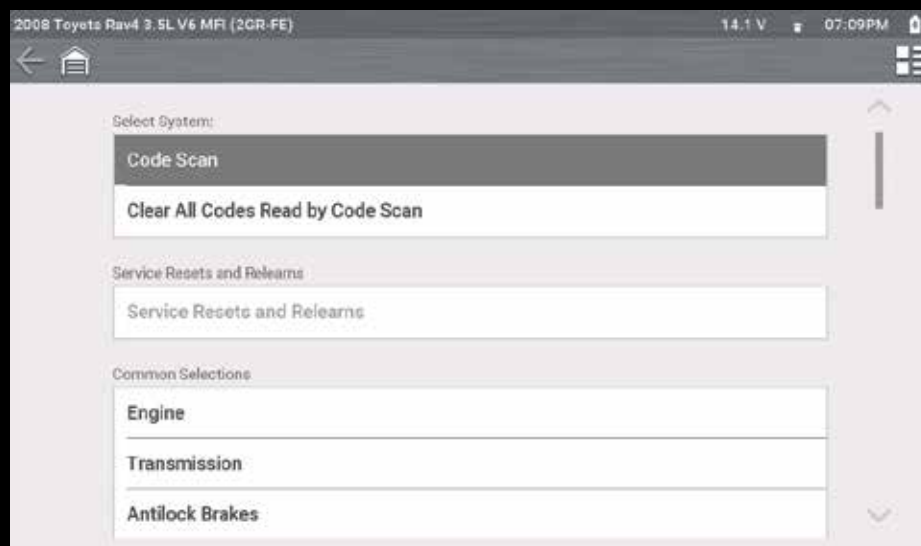 2008 Toyota Rav4 3.5L V6 MFI (2GR-FE) 14.1 V 07:09PM
Select System:
Code Scan
Clear All Codes Read by Code Scan
Service Resets and Relearns
Service Resets and Relearns
Common Selections
Engine
Transmission
Antilock Brakes